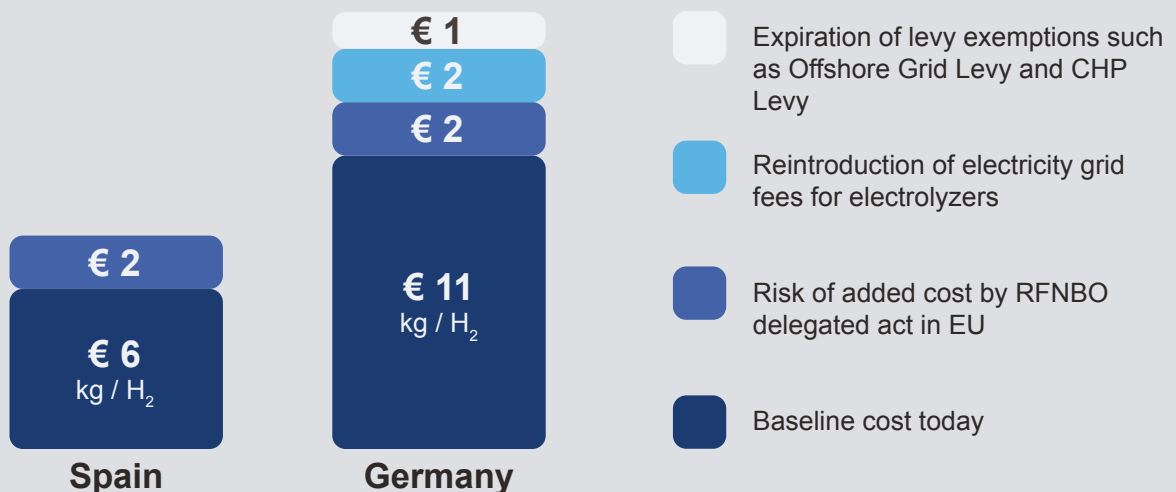 € 1
€ 2
€ 2
€ 11
kg / H₂
Germany
€ 2
€ 6
kg / H₂
Spain
Expiration of levy exemptions such
as Offshore Grid Levy and CHP
Levy
Reintroduction of electricity grid
fees for electrolyzers
Risk of added cost by RFNBO
delegated act in EU
Baseline cost today